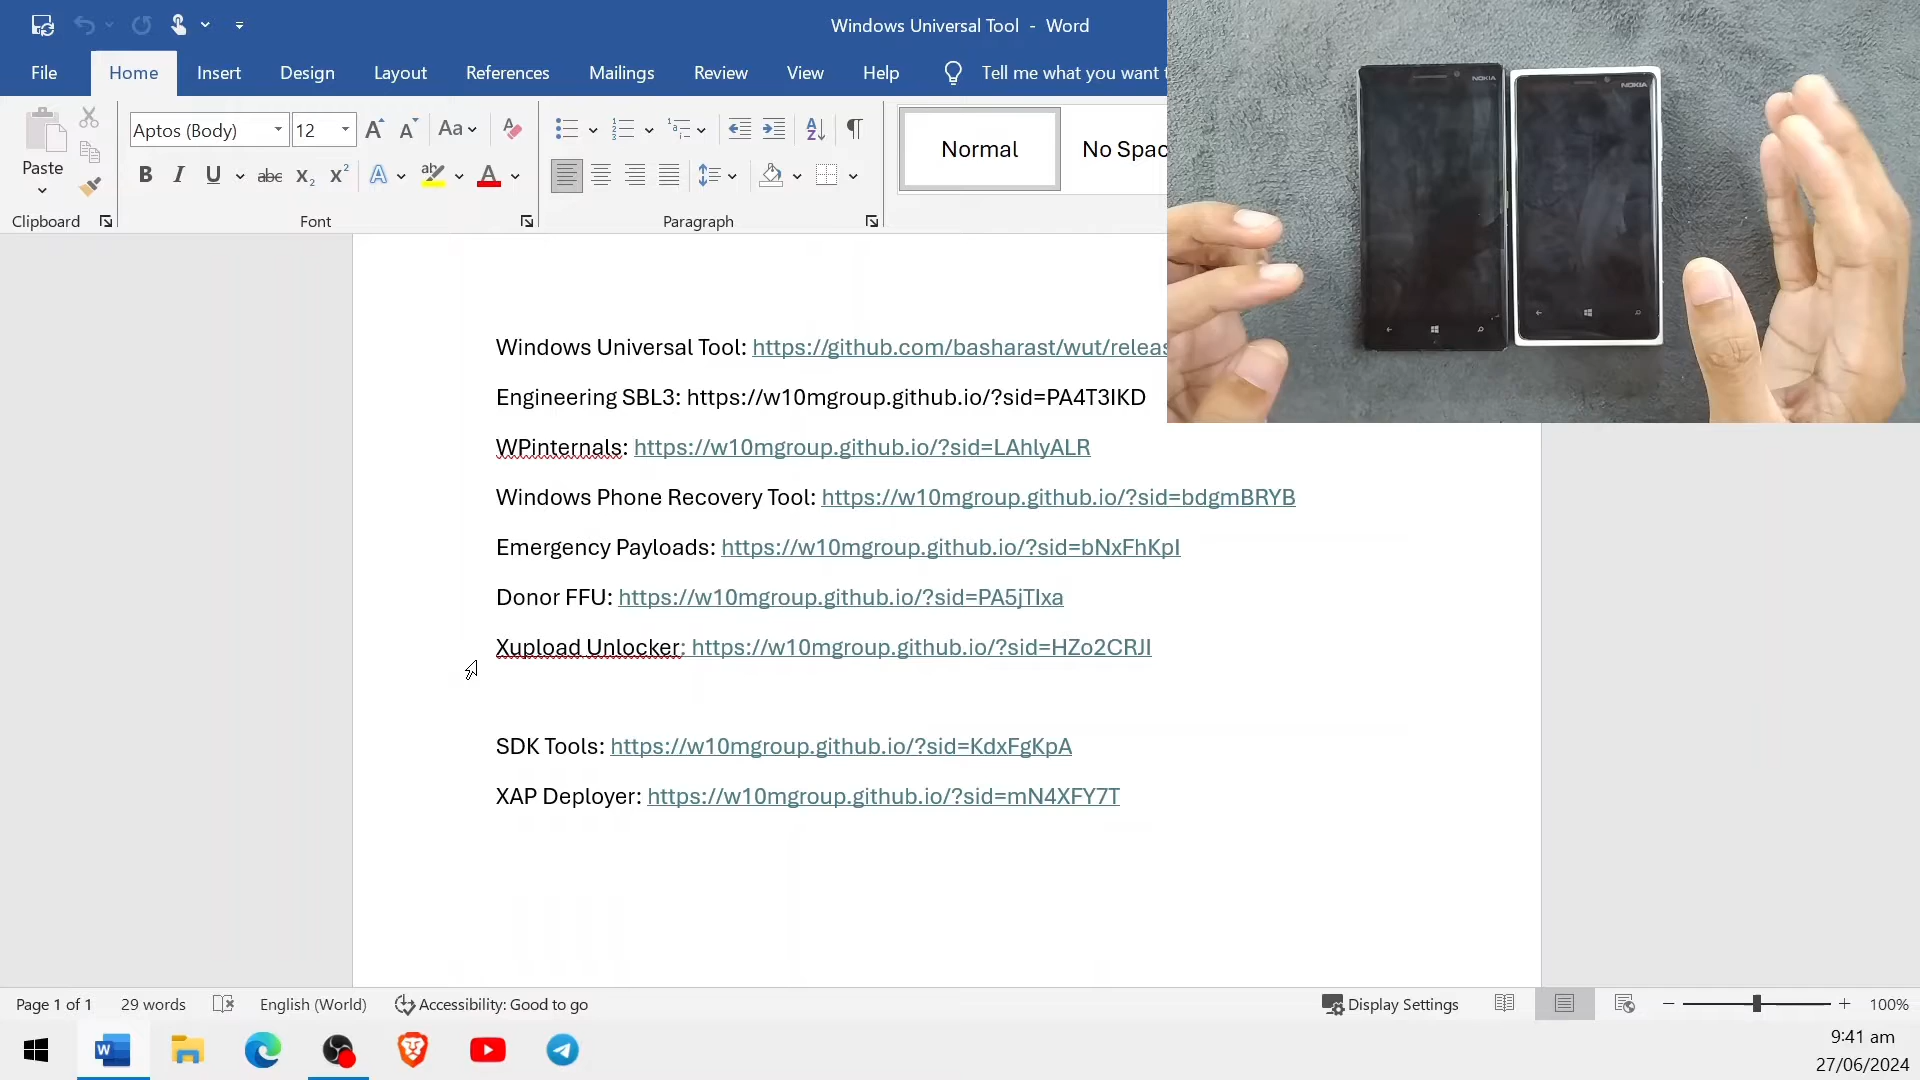 Windows Universal Tool - Word
File Home Insert Design Layout References Mailings Review View Help Tell me what you want
Paste
Aptos (Body) 12
Aa
B I U abc x₂ x² A ab A
A Z ¶
Normal
No Spac
Clipboard Font Paragraph
NOKIA
NOKIA
Windows Universal Tool: https://github.com/basharast/wut/releas
Engineering SBL3: https://w10mgroup.github.io/?sid=PA4T3IKD
WPinternals: https://w10mgroup.github.io/?sid=LAhlyALR
Windows Phone Recovery Tool: https://w10mgroup.github.io/?sid=bdgmBRYB
Emergency Payloads: https://w10mgroup.github.io/?sid=bNxFhKpI
Donor FFU: https://w10mgroup.github.io/?sid=PA5jTIxa
Xupload Unlocker: https://w10mgroup.github.io/?sid=HZo2CRJI
SDK Tools: https://w10mgroup.github.io/?sid=KdxFgKpA
XAP Deployer: https://w10mgroup.github.io/?sid=mN4XFY7T
Page 1 of 1 29 words English (World) Accessibility: Good to go Display Settings 100%
9:41 am
27/06/2024